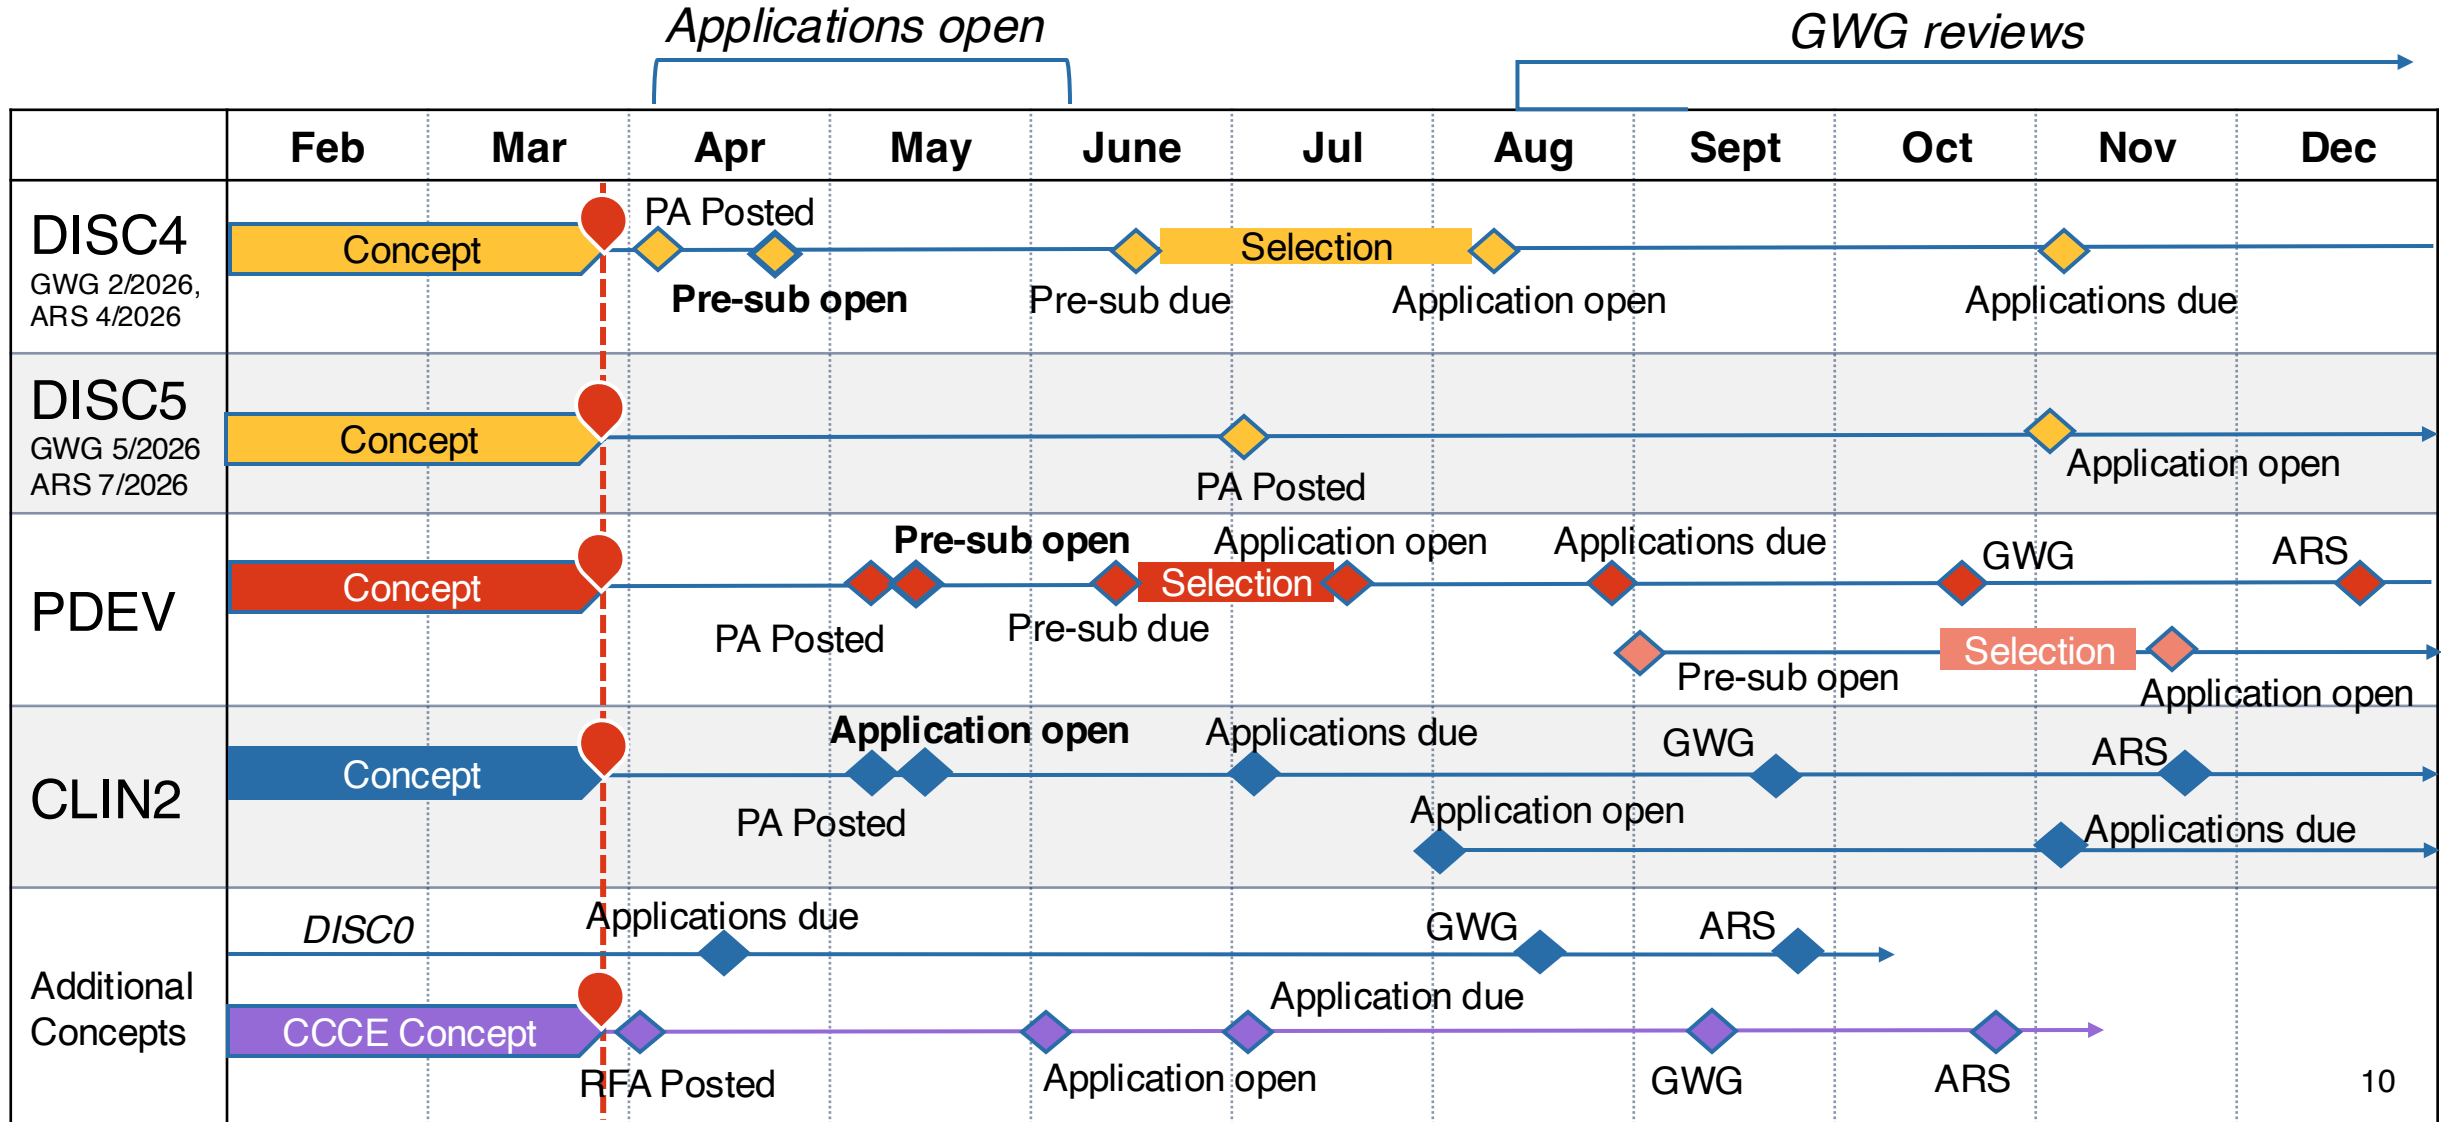 Applications open
GWG reviews
Feb Mar Apr May June Jul Aug Sept Oct Nov Dec
DISC4
GWG 2/2026,
ARS 4/2026
Concept
PA Posted
Pre-sub open
Pre-sub due
Selection
Application open
Applications due
DISC5
GWG 5/2026
ARS 7/2026
Concept
PA Posted
Application open
PDEV
Concept
PA Posted
Pre-sub open
Pre-sub due
Selection
Application open
Applications due
GWG
ARS
Pre-sub open
Selection
Application open
CLIN2
Concept
PA Posted
Application open
Applications due
GWG
ARS
Application open
Applications due
Additional
Concepts
DISC0
Applications due
GWG
ARS
CCCE Concept
RFA Posted
Application open
Application due
GWG
ARS
10